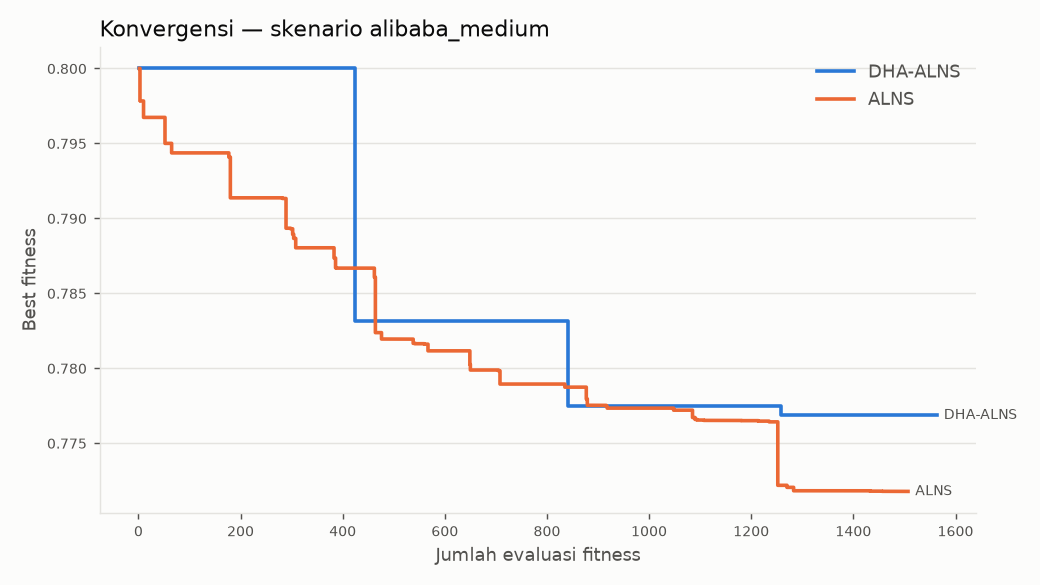 Konvergensi — skenario alibaba_medium
DHA-ALNS
ALNS
Best fitness
0.800
0.795
0.790
0.785
0.780
0.775
DHA-ALNS
ALNS
0
200
400
600
800
1000
1200
1400
1600
Jumlah evaluasi fitness